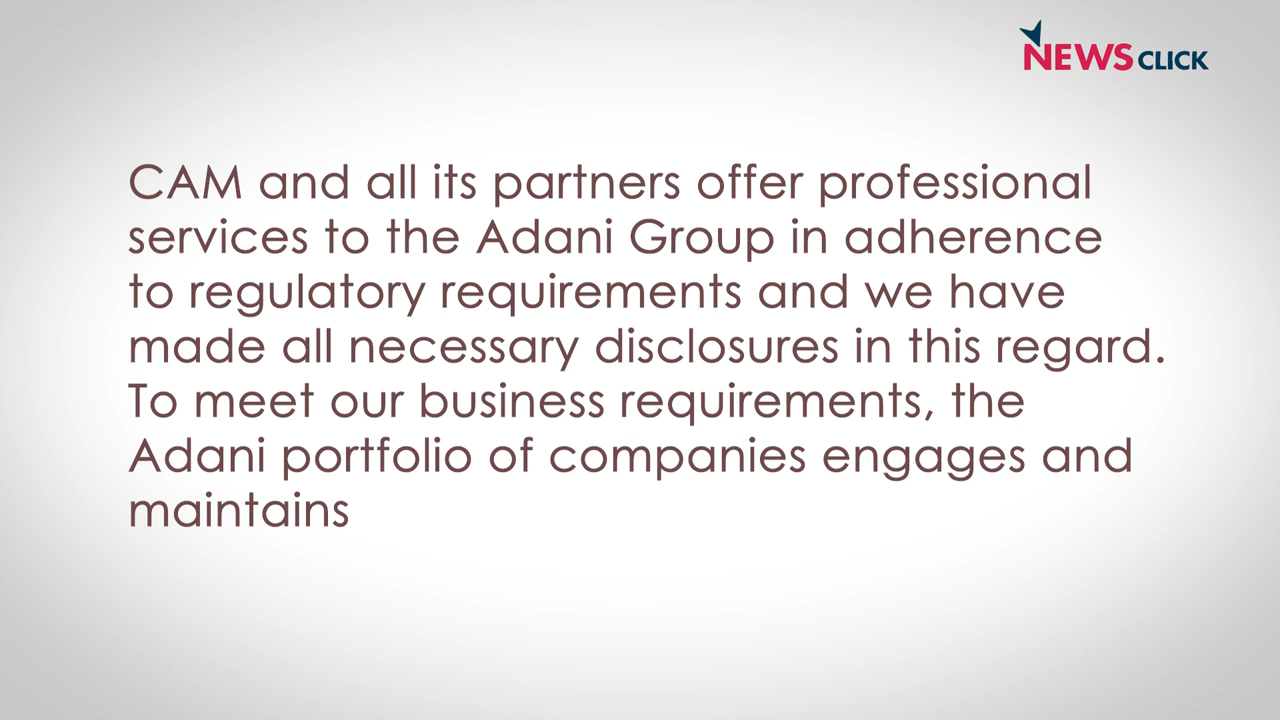 NEWS CLICK
CAM and all its partners offer professional
services to the Adani Group in adherence
to regulatory requirements and we have
made all necessary disclosures in this regard.
To meet our business requirements, the
Adani portfolio of companies engages and
maintains